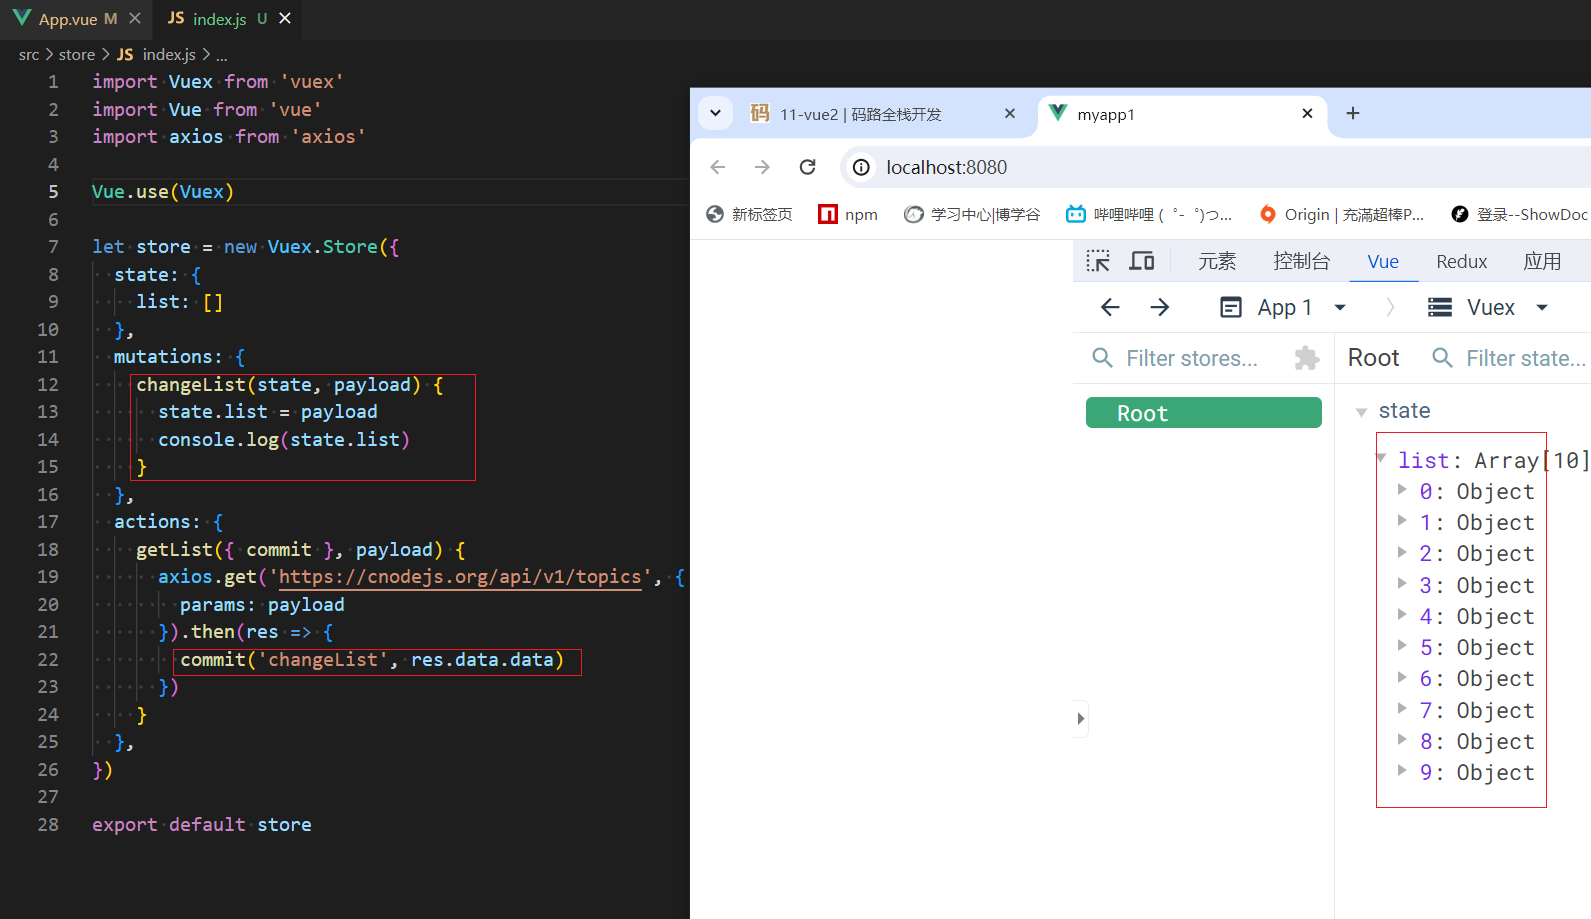 App.vue M
JS index.js U
src > store > JS index.js > ...
1 import Vuex from 'vuex'
2 import Vue from 'vue'
3 import axios from 'axios'
4
5 Vue.use(Vuex)
6
7 let store = new Vuex.Store({
8 state: {
9 list: []
10 },
11 mutations: {
12 changeList(state, payload) {
13 state.list = payload
14 console.log(state.list)
15 }
16 },
17 actions: {
18 getList({ commit }, payload) {
19 axios.get('https://cnodejs.org/api/v1/topics', {
20 params: payload
21 }).then(res => {
22 commit('changeList', res.data.data)
23 })
24 }
25 },
26 })
27
28 export default store
码 11-vue2 | 码路全栈开发
myapp1
localhost:8080
新标签页
npm
学习中心|博学谷
哔哩哔哩 ( ゜- ゜)つ...
Origin | 充滿超棒P...
登录--ShowDoc
元素 控制台 Vue Redux 应用
App 1 Vuex
Filter stores...
Root Filter state...
Root
state
list: Array[10]
0: Object
1: Object
2: Object
3: Object
4: Object
5: Object
6: Object
7: Object
8: Object
9: Object